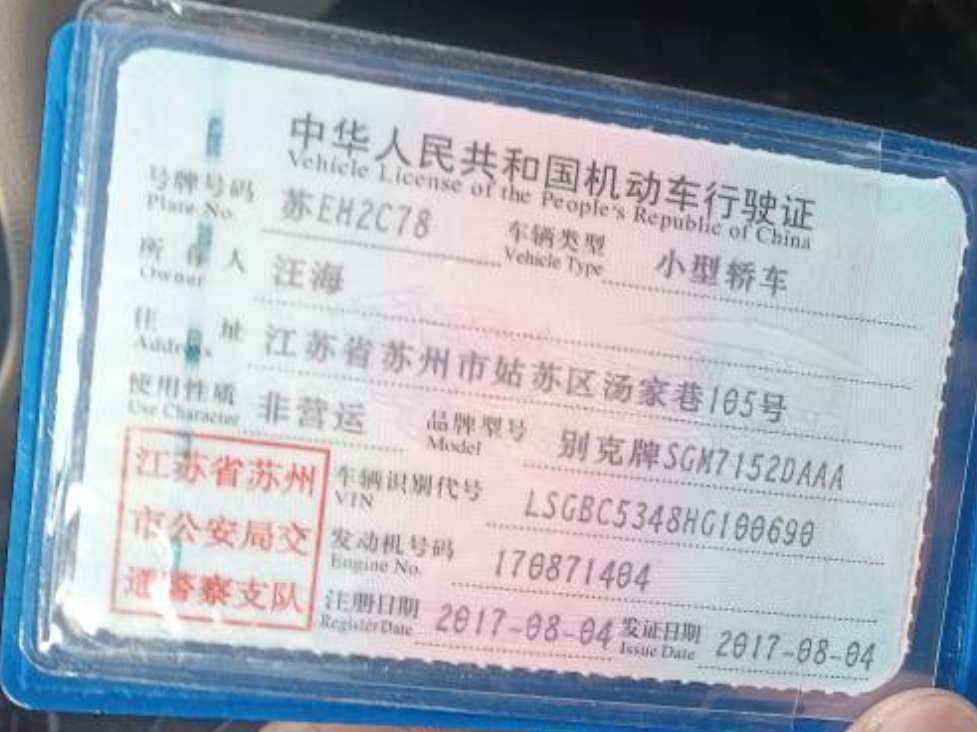 中华人民共和国机动车行驶证
Vehicle License of the People's Republic of China
号牌号码 苏EH2C78 车辆类型 小型轿车
Plate No. Vehicle Type
所有人 汪海
Owner
住址 江苏省苏州市姑苏区汤家巷105号
Address
使用性质 非营运 品牌型号 别克牌SGM7152DAAA
Use Character Model
江苏省苏州
市公安局交
通警察支队
车辆识别代号 LSGBC5348HG100690
VIN
发动机号码 170871404
Engine No.
注册日期 2017-08-04 发证日期 2017-08-04
Register Date Issue Date